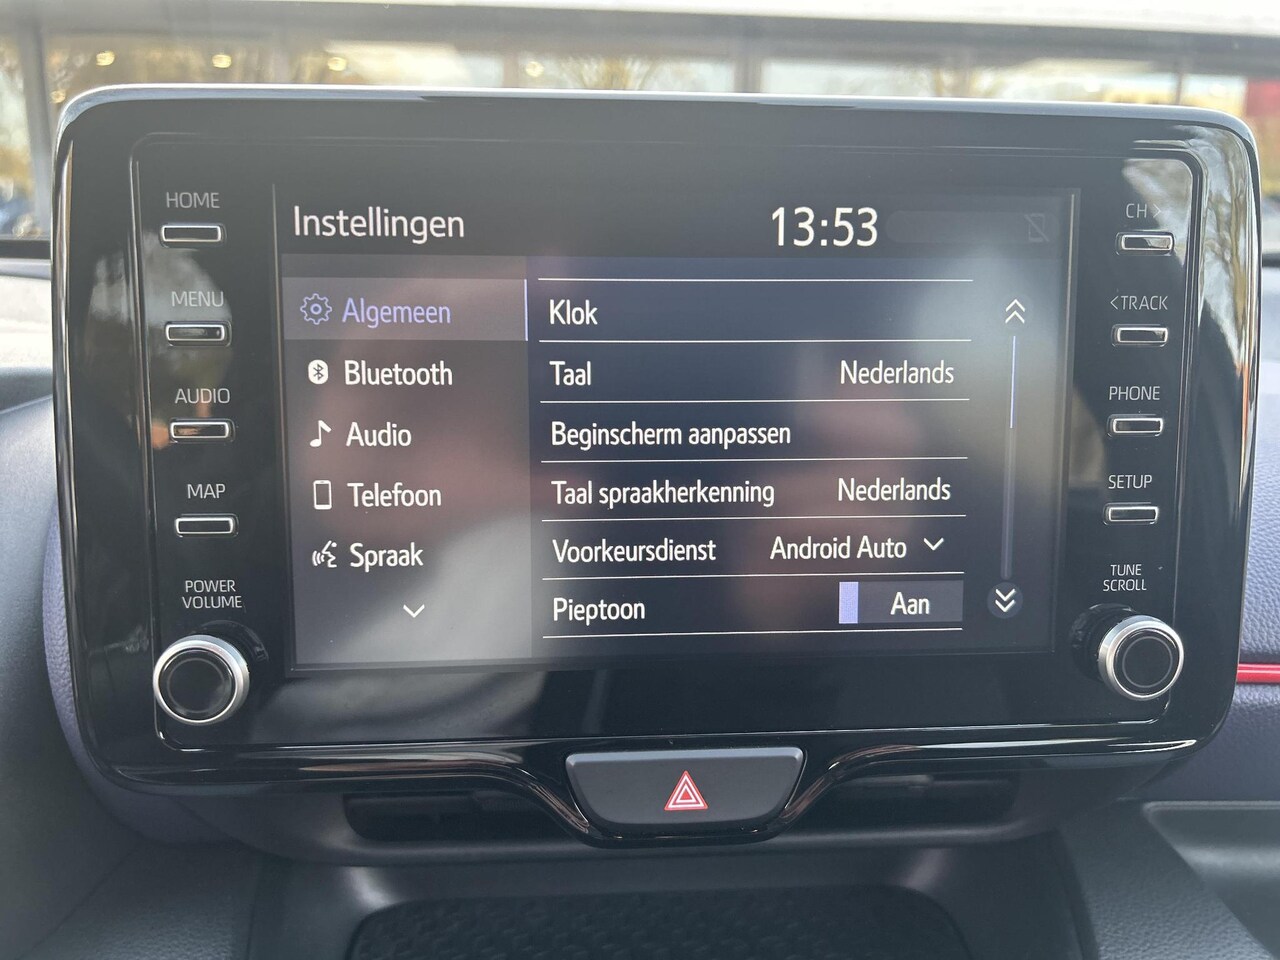 HOME
MENU
AUDIO
MAP
POWER
VOLUME
Instellingen
13:53
Algemeen
Bluetooth
Audio
Telefoon
Spraak
Klok
Taal Nederlands
Beginscherm aanpassen
Taal spraakherkenning Nederlands
Voorkeursdienst Android Auto
Pieptoon Aan
CH >
<TRACK
PHONE
SETUP
TUNE
SCROLL